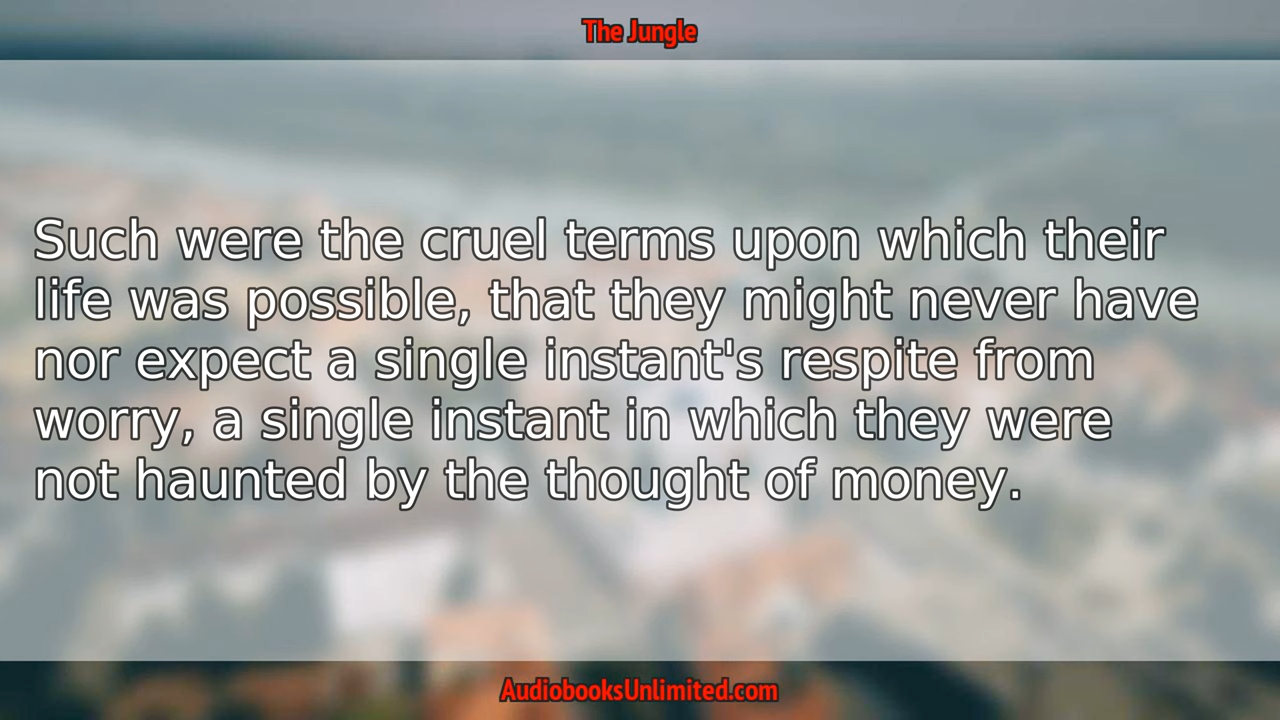 The Jungle
Such were the cruel terms upon which their
life was possible, that they might never have
nor expect a single instant's respite from
worry, a single instant in which they were
not haunted by the thought of money.
AudiobooksUnlimited.com